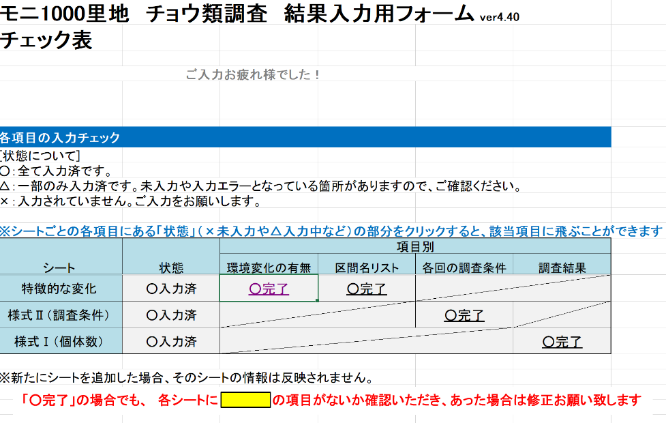 モニ1000里地　チョウ類調査　結果入力用フォーム ver4.40
チェック表
ご入力お疲れ様でした！
各項目の入力チェック
[状態について]
○：全て入力済です。
△：一部のみ入力済です。未入力や入力エラーとなっている箇所がありますので、ご確認ください。
×：入力されていません。ご入力をお願いします。
※シートごとの各項目にある「状態」（×未入力や△入力中など）の部分をクリックすると、該当項目に飛ぶことができます
項目別
シート 状態 環境変化の有無 区間名リスト 各回の調査条件 調査結果
特徴的な変化 ○入力済 ○完了 ○完了
様式Ⅱ（調査条件） ○入力済 ○完了
様式Ⅰ（個体数） ○入力済 ○完了
※新たにシートを追加した場合、そのシートの情報は反映されません。
「○完了」の場合でも、 各シートに の項目がないか確認いただき、あった場合は修正お願い致します